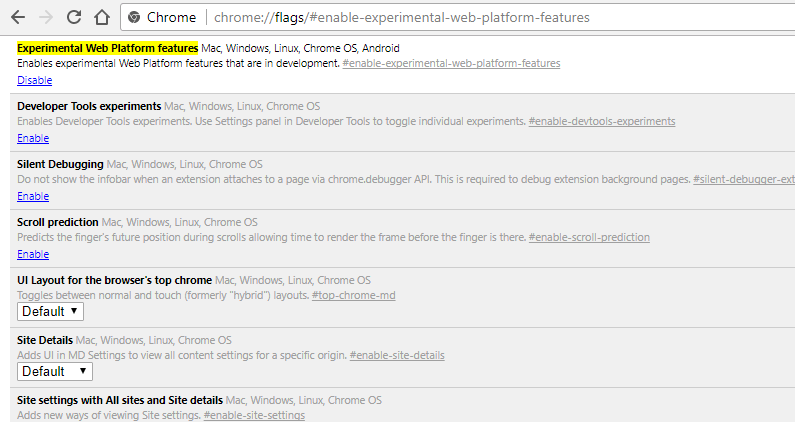 Chrome | chrome://flags/#enable-experimental-web-platform-features
Experimental Web Platform features Mac, Windows, Linux, Chrome OS, Android
Enables experimental Web Platform features that are in development. #enable-experimental-web-platform-features
Disable
Developer Tools experiments Mac, Windows, Linux, Chrome OS
Enables Developer Tools experiments. Use Settings panel in Developer Tools to toggle individual experiments. #enable-devtools-experiments
Enable
Silent Debugging Mac, Windows, Linux, Chrome OS
Do not show the infobar when an extension attaches to a page via chrome.debugger API. This is required to debug extension background pages. #silent-debugger-ext
Enable
Scroll prediction Mac, Windows, Linux, Chrome OS
Predicts the finger's future position during scrolls allowing time to render the frame before the finger is there. #enable-scroll-prediction
Enable
UI Layout for the browser's top chrome Mac, Windows, Linux, Chrome OS
Toggles between normal and touch (formerly "hybrid") layouts. #top-chrome-md
Default
Site Details Mac, Windows, Linux, Chrome OS
Adds UI in MD Settings to view all content settings for a specific origin. #enable-site-details
Default
Site settings with All sites and Site details Mac, Windows, Linux, Chrome OS
Adds new ways of viewing Site settings. #enable-site-settings